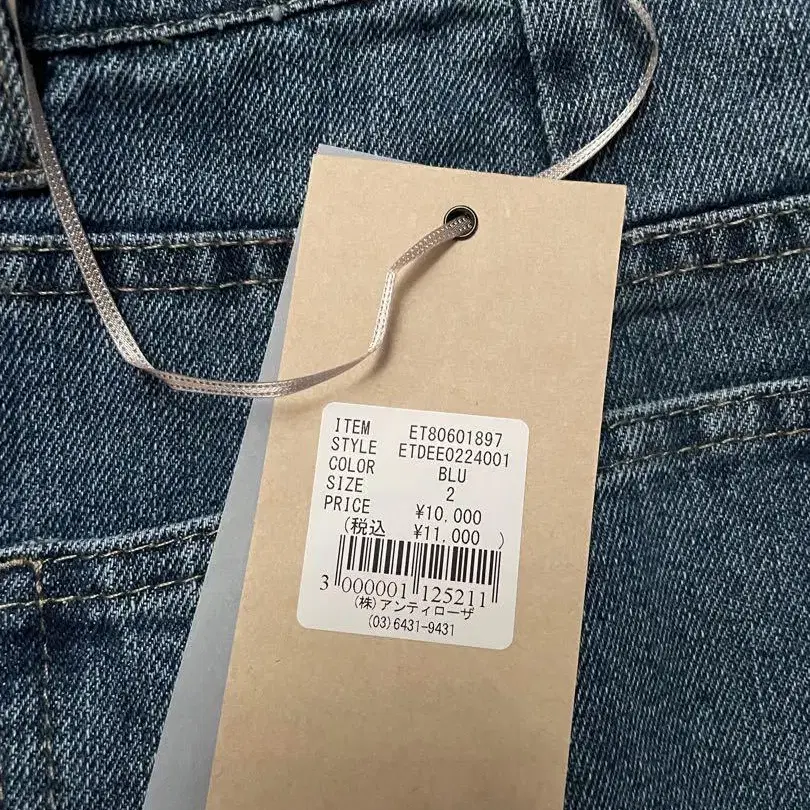 ITEM ET80601897
STYLE ETDEE0224001
COLOR BLU
SIZE 2
PRICE ¥10,000
(税込 ¥11,000 )
3 000001 125211
(株)アンティローザ
(03)6431-9431